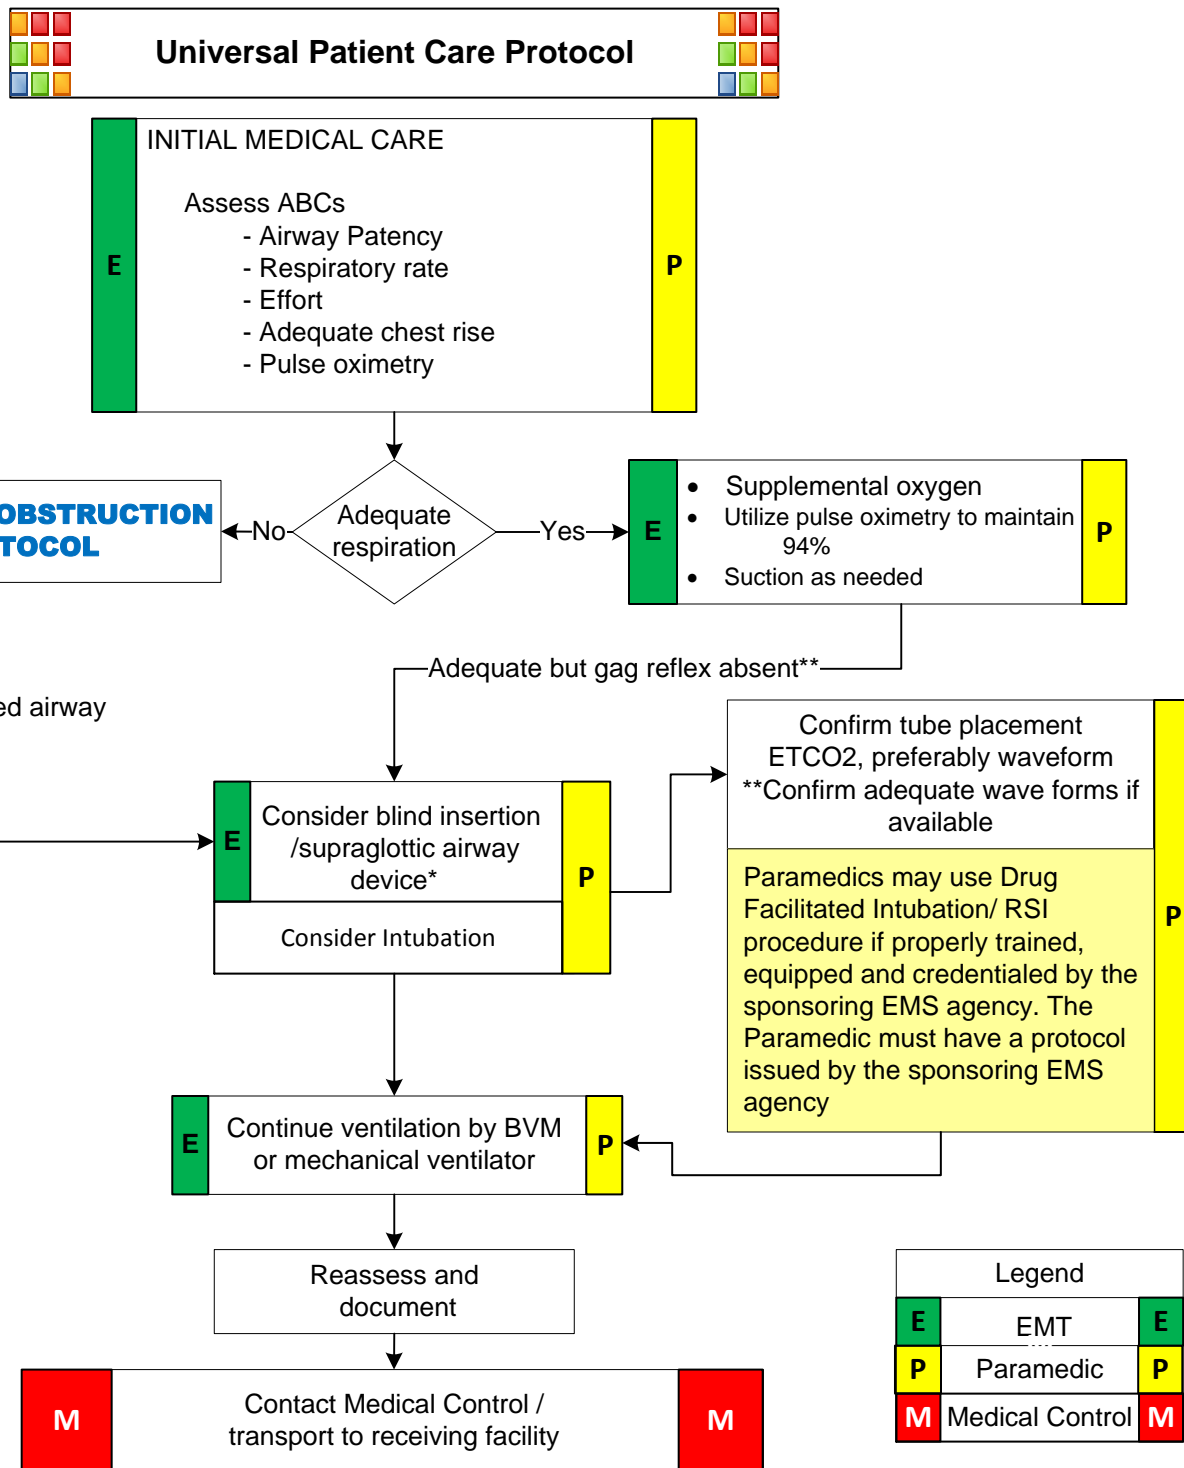 Universal Patient Care Protocol
INITIAL MEDICAL CARE
Assess ABCs
- Airway Patency
- Respiratory rate
- Effort
- Adequate chest rise
- Pulse oximetry
E
P
OBSTRUCTION
No
Adequate
respiration
Yes
E
• Supplemental oxygen
• Utilize pulse oximetry to maintain
94%
• Suction as needed
P
Adequate but gag reflex absent**
airway
E
Consider blind insertion
/supraglottic airway
device*
Consider Intubation
P
Confirm tube placement
ETCO2, preferably waveform
**Confirm adequate wave forms if
available
Paramedics may use Drug
Facilitated Intubation/ RSI
procedure if properly trained,
equipped and credentialed by the
sponsoring EMS agency. The
Paramedic must have a protocol
issued by the sponsoring EMS
agency
P
E
Continue ventilation by BVM
or mechanical ventilator
P
Reassess and
document
M
Contact Medical Control /
transport to receiving facility
M
Legend
E EMT E
P Paramedic P
M Medical Control M